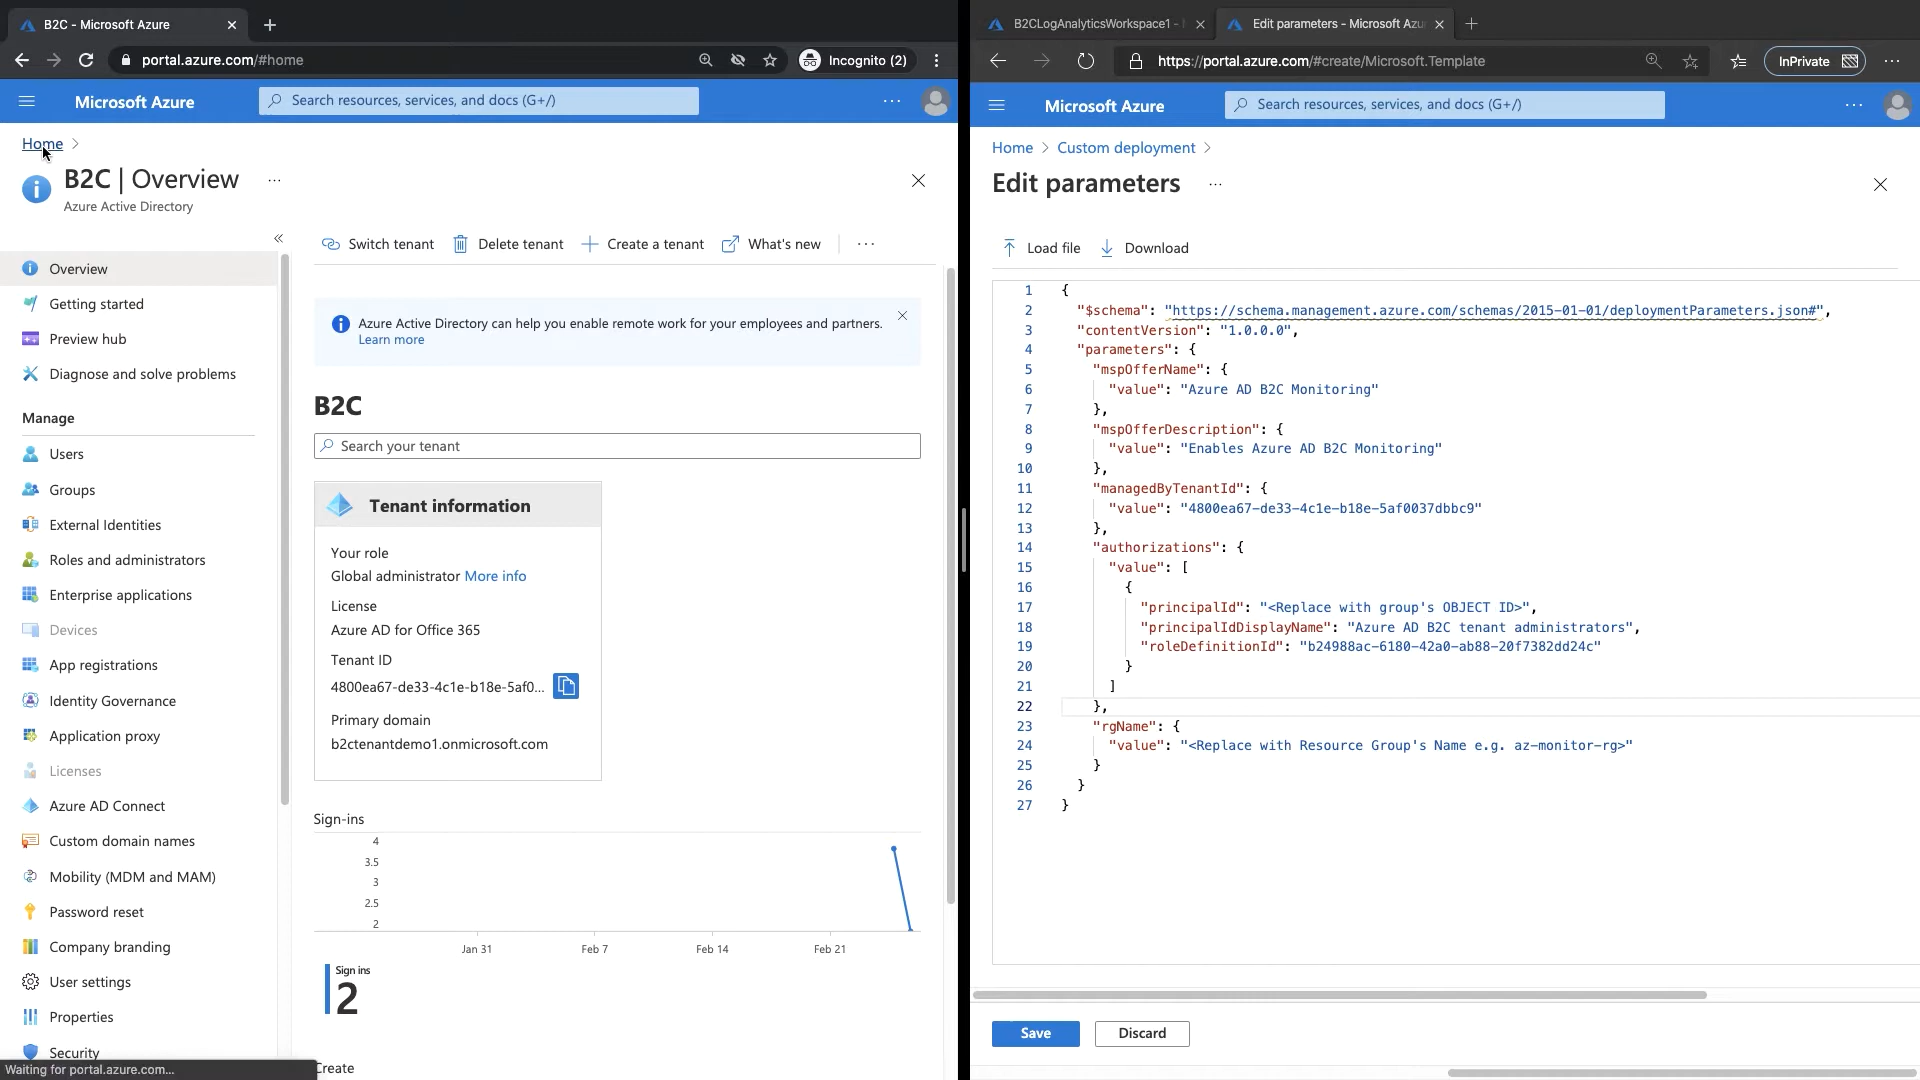 B2C - Microsoft Azure
portal.azure.com/#home
Incognito (2)
Microsoft Azure
Search resources, services, and docs (G+/)
Home
B2C | Overview
Azure Active Directory
Overview
Getting started
Preview hub
Diagnose and solve problems
Manage
Users
Groups
External Identities
Roles and administrators
Enterprise applications
Devices
App registrations
Identity Governance
Application proxy
Licenses
Azure AD Connect
Custom domain names
Mobility (MDM and MAM)
Password reset
Company branding
User settings
Properties
Security
Waiting for portal.azure.com...
Switch tenant
Delete tenant
Create a tenant
What's new
Azure Active Directory can help you enable remote work for your employees and partners.
Learn more
B2C
Search your tenant
Tenant information
Your role
Global administrator More info
License
Azure AD for Office 365
Tenant ID
4800ea67-de33-4c1e-b18e-5af0...
Primary domain
b2ctenantdemo1.onmicrosoft.com
Sign-ins
4
3.5
3
2.5
2
Jan 31
Feb 7
Feb 14
Feb 21
Sign ins
2
Create
B2CLogAnalyticsWorkspace1 -
Edit parameters - Microsoft Azu
https://portal.azure.com/#create/Microsoft.Template
InPrivate
Microsoft Azure
Search resources, services, and docs (G+/)
Home > Custom deployment >
Edit parameters
Load file
Download
1 {
2 "$schema": "https://schema.management.azure.com/schemas/2015-01-01/deploymentParameters.json#",
3 "contentVersion": "1.0.0.0",
4 "parameters": {
5 "mspOfferName": {
6 "value": "Azure AD B2C Monitoring"
7 },
8 "mspOfferDescription": {
9 "value": "Enables Azure AD B2C Monitoring"
10 },
11 "managedByTenantId": {
12 "value": "4800ea67-de33-4c1e-b18e-5af0037dbbc9"
13 },
14 "authorizations": {
15 "value": [
16 {
17 "principalId": "<Replace with group's OBJECT ID>",
18 "principalIdDisplayName": "Azure AD B2C tenant administrators",
19 "roleDefinitionId": "b24988ac-6180-42a0-ab88-20f7382dd24c"
20 }
21 ]
22 },
23 "rgName": {
24 "value": "<Replace with Resource Group's Name e.g. az-monitor-rg>"
25 }
26 }
27 }
Save
Discard